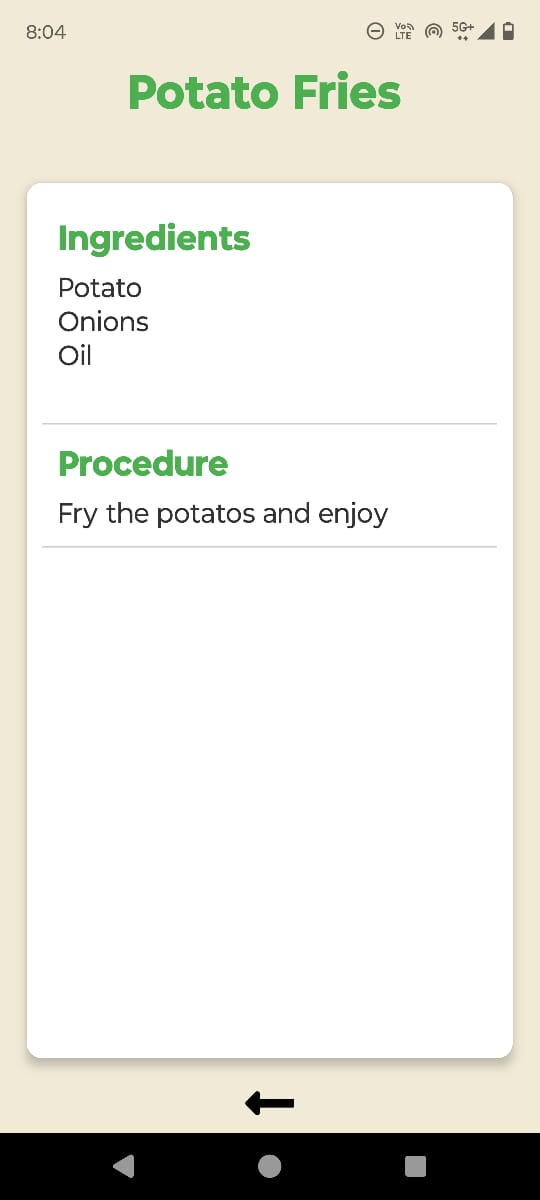 8:04
Vo LTE 5G+
Potato Fries
Ingredients
Potato
Onions
Oil
Procedure
Fry the potatos and enjoy